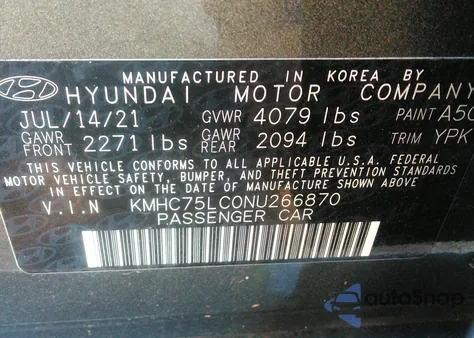 MANUFACTURED IN KOREA BY
HYUNDAI MOTOR COMPANY
JUL/14/21 GVWR 4079 lbs PAINT A5G
GAWR FRONT 2271 lbs GAWR REAR 2094 lbs TRIM YPK
THIS VEHICLE CONFORMS TO ALL APPLICABLE U.S.A. FEDERAL
MOTOR VEHICLE SAFETY, BUMPER, AND THEFT PREVENTION STANDARDS
IN EFFECT ON THE DATE OF MANUFACTURE SHOWN ABOVE
V.I.N KMHC75LC0NU266870
PASSENGER CAR
autoSnap